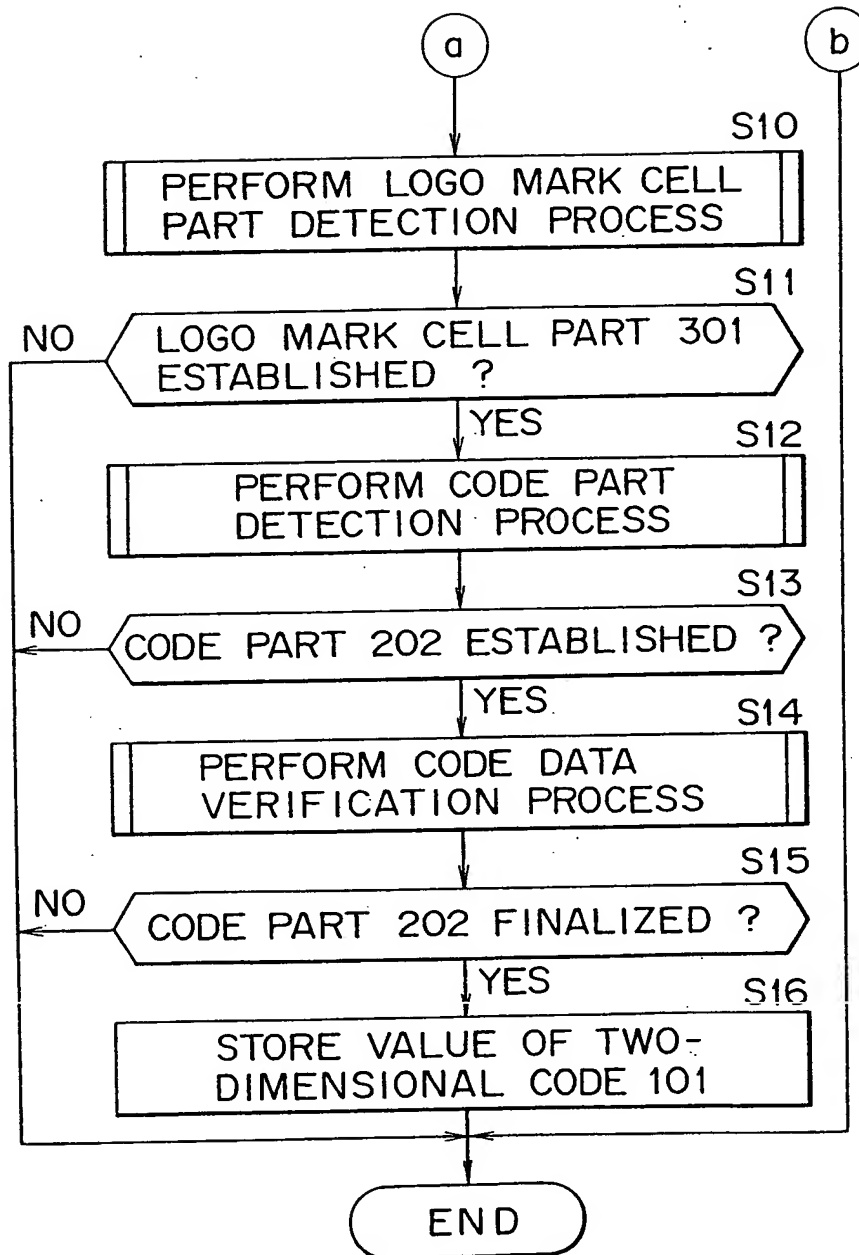 a
b
S10
PERFORM LOGO MARK CELL
PART DETECTION PROCESS
S11
NO
LOGO MARK CELL PART 301
ESTABLISHED ?
YES
S12
PERFORM CODE PART
DETECTION PROCESS
S13
NO
CODE PART 202 ESTABLISHED ?
YES
S14
PERFORM CODE DATA
VERIFICATION PROCESS
S15
NO
CODE PART 202 FINALIZED ?
YES
S16
STORE VALUE OF TWO-
DIMENSIONAL CODE 101
END